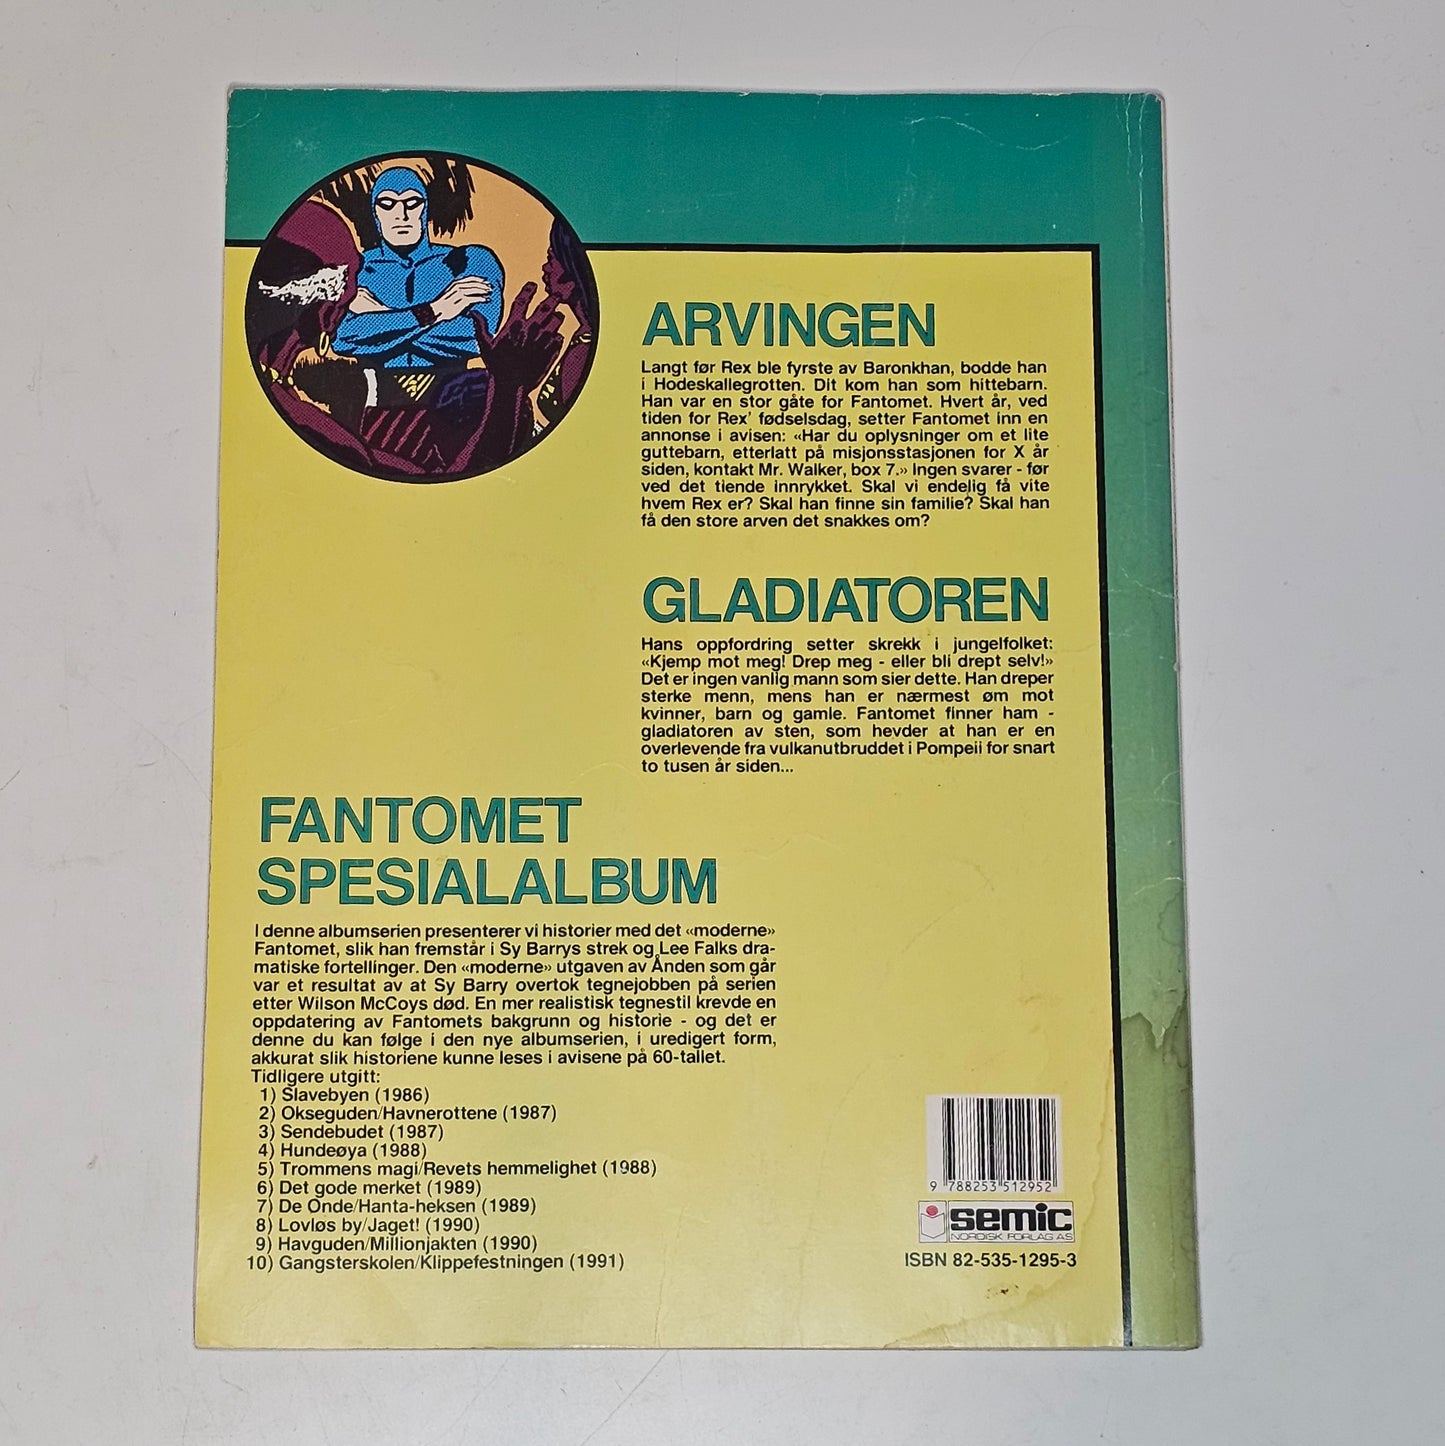 ARVINGEN
Langt før Rex ble fyrste av Baronkhan, bodde han
i Hodeskallegrotten. Dit kom han som hittebarn.
Han var en stor gåte for Fantomet. Hvert år, ved
tiden for Rex' fødselsdag, setter Fantomet inn en
annonse i avisen: «Har du oplysninger om et lite
guttebarn, etterlatt på misjonsstasjonen for X år
siden, kontakt Mr. Walker, box 7.» Ingen svarer - før
ved det tiende innrykket. Skal vi endelig få vite
hvem Rex er? Skal han finne sin familie? Skal han
få den store arven det snakkes om?
GLADIATOREN
Hans oppfordring setter skrekk i jungelfolket:
«Kjemp mot meg! Drep meg - eller bli drept selv!»
Det er ingen vanlig mann som sier dette. Han dreper
sterke menn, mens han er nærmest øm mot
kvinner, barn og gamle. Fantomet finner ham -
gladiatoren av sten, som hevder at han er en
overlevende fra vulkanutbruddet i Pompeii for snart
to tusen år siden...
FANTOMET
SPESIALALBUM
I denne albumserien presenterer vi historier med det «moderne»
Fantomet, slik han fremstår i Sy Barrys strek og Lee Falks dra-
matiske fortellinger. Den «moderne» utgaven av Ånden som går
var et resultat av at Sy Barry overtok tegnejobben på serien
etter Wilson McCoys død. En mer realistisk tegnestil krevde en
oppdatering av Fantomets bakgrunn og historie - og det er
denne du kan følge i den nye albumserien, i uredigert form,
akkurat slik historiene kunne leses i avisene på 60-tallet.
Tidligere utgitt:
1) Slavebyen (1986)
2) Okseguden/Havnerottene (1987)
3) Sendebudet (1987)
4) Hundeøya (1988)
5) Trommens magi/Revets hemmelighet (1988)
6) Det gode merket (1989)
7) De Onde/Hanta-heksen (1989)
8) Lovløs by/Jaget! (1990)
9) Havguden/Millionjakten (1990)
10) Gangsterskolen/Klippefestningen (1991)
9 788253 512952
semic
NORDISK FORLAG AS
ISBN 82-535-1295-3